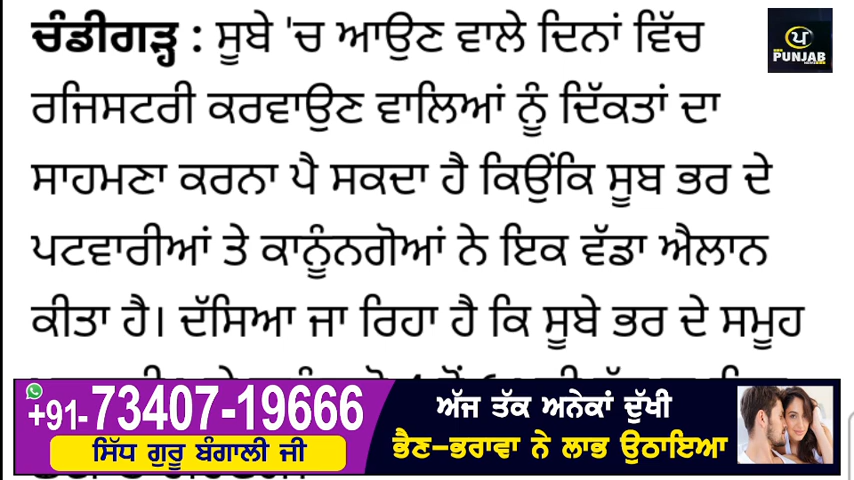 ਚੰਡੀਗੜ੍ਹ : ਸੂਬੇ 'ਚ ਆਉਣ ਵਾਲੇ ਦਿਨਾਂ ਵਿੱਚ
ਰਜਿਸਟਰੀ ਕਰਵਾਉਣ ਵਾਲਿਆਂ ਨੂੰ ਦਿੱਕਤਾਂ ਦਾ
ਸਾਹਮਣਾ ਕਰਨਾ ਪੈ ਸਕਦਾ ਹੈ ਕਿਉਂਕਿ ਸੂਬ ਭਰ ਦੇ
ਪਟਵਾਰੀਆਂ ਤੇ ਕਾਨੂੰਨਗੋਆਂ ਨੇ ਇਕ ਵੱਡਾ ਐਲਾਨ
ਕੀਤਾ ਹੈ। ਦੱਸਿਆ ਜਾ ਰਿਹਾ ਹੈ ਕਿ ਸੂਬੇ ਭਰ ਦੇ ਸਮੂਹ
ਪ
PUNJAB
+91-73407-19666
ਸਿੱਧ ਗੁਰੂ ਬੰਗਾਲੀ ਜੀ
ਅੱਜ ਤੱਕ ਅਨੇਕਾਂ ਦੁੱਖੀ
ਭੈਣ-ਭਰਾਵਾ ਨੇ ਲਾਭ ਉਠਾਇਆ